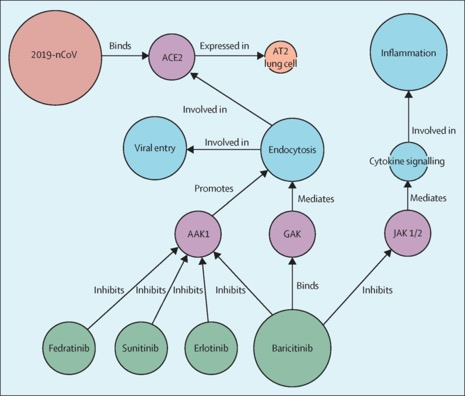 2019-nCoV
Binds
ACE2
Expressed in
AT2
lung cell
Inflammation
Involved in
Viral entry
Involved in
Endocytosis
Involved in
Cytokine signalling
Promotes
Mediates
Mediates
AAK1
GAK
JAK 1/2
Inhibits
Inhibits
Inhibits
Inhibits
Binds
Inhibits
Fedratinib
Sunitinib
Erlotinib
Baricitinib